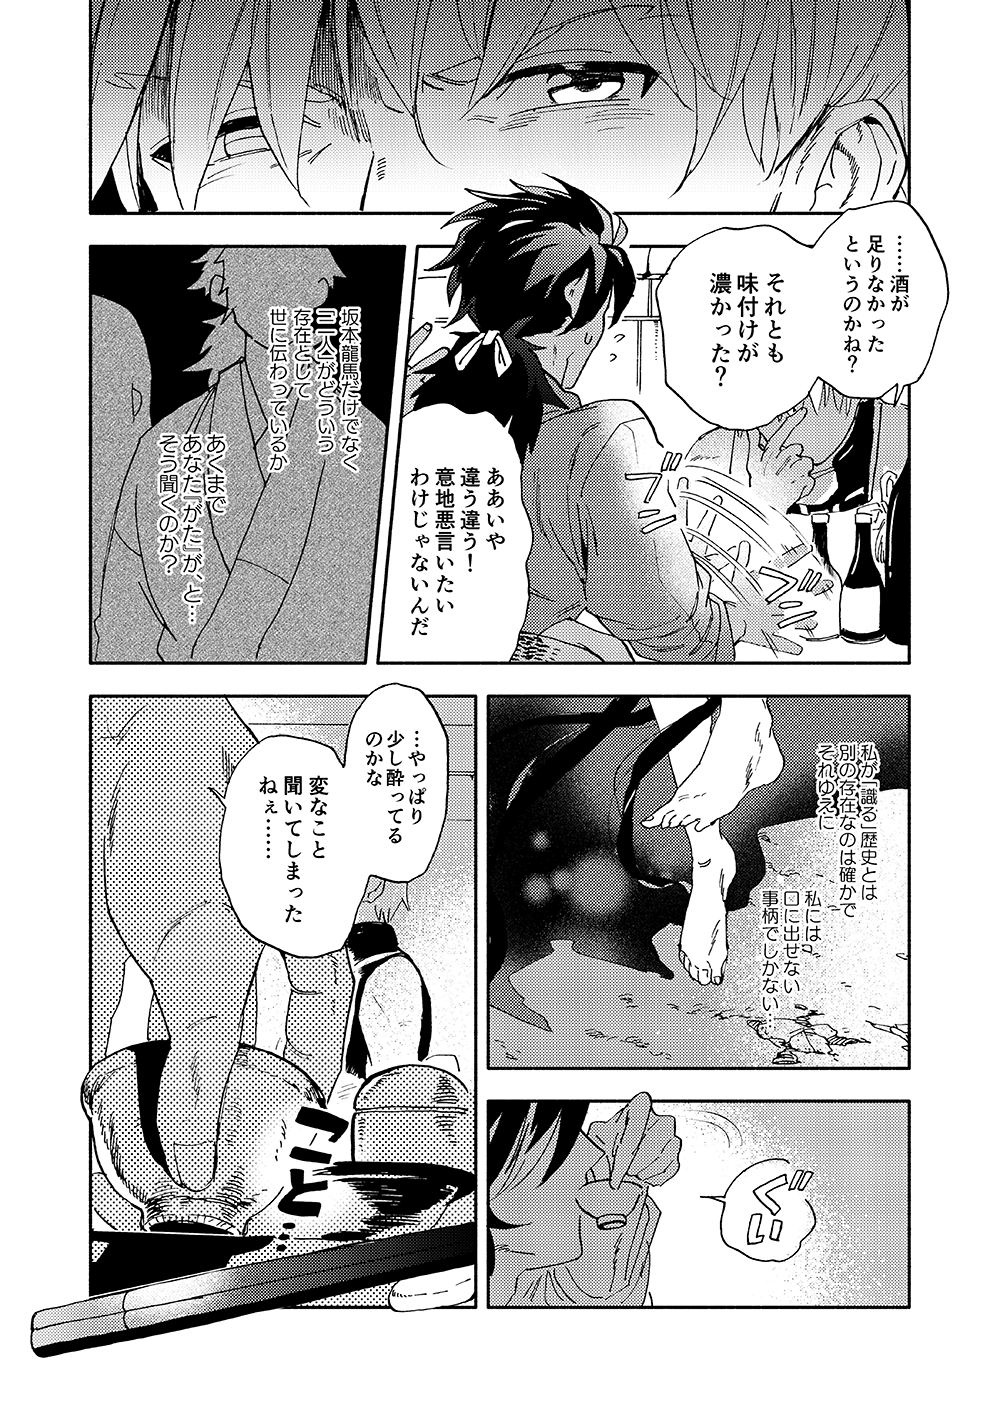 ……酒が
足りなかった
というのかね？
それとも
味付けが
濃かった？
ああいや
違う違う！
意地悪言いたい
わけじゃないんだ
坂本龍馬だけでなく
「三人」がどういう
存在として
世に伝わっているか
あくまで
あなた「がた」が、と…
そう聞くのか？
私が「識る」歴史とは
別の存在なのは確かで
それゆえに
私には
口に出せない
事柄でしかない…
…やっぱり
少し酔ってる
のかな
変なこと
聞いてしまった
ねぇ……
ぐい
ことと…